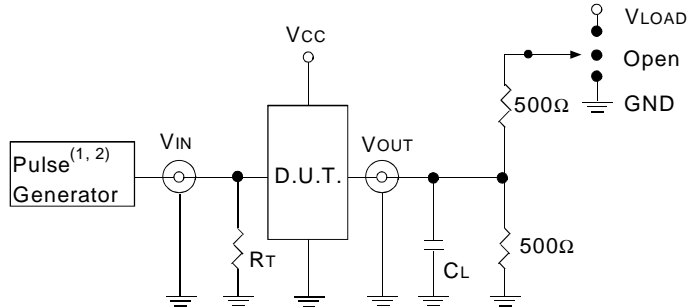 VLOAD
VCC
Open
500Ω
GND
VIN
VOUT
Pulse(1, 2)
Generator
D.U.T.
RT
CL
500Ω